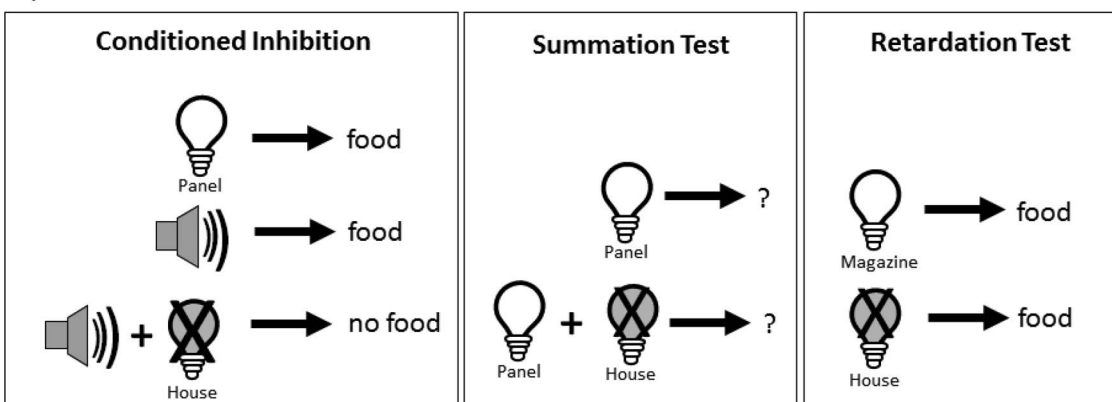 Conditioned Inhibition
food
Panel
food
+
no food
House
Summation Test
?
Panel
+
?
Panel
House
Retardation Test
food
Magazine
food
House